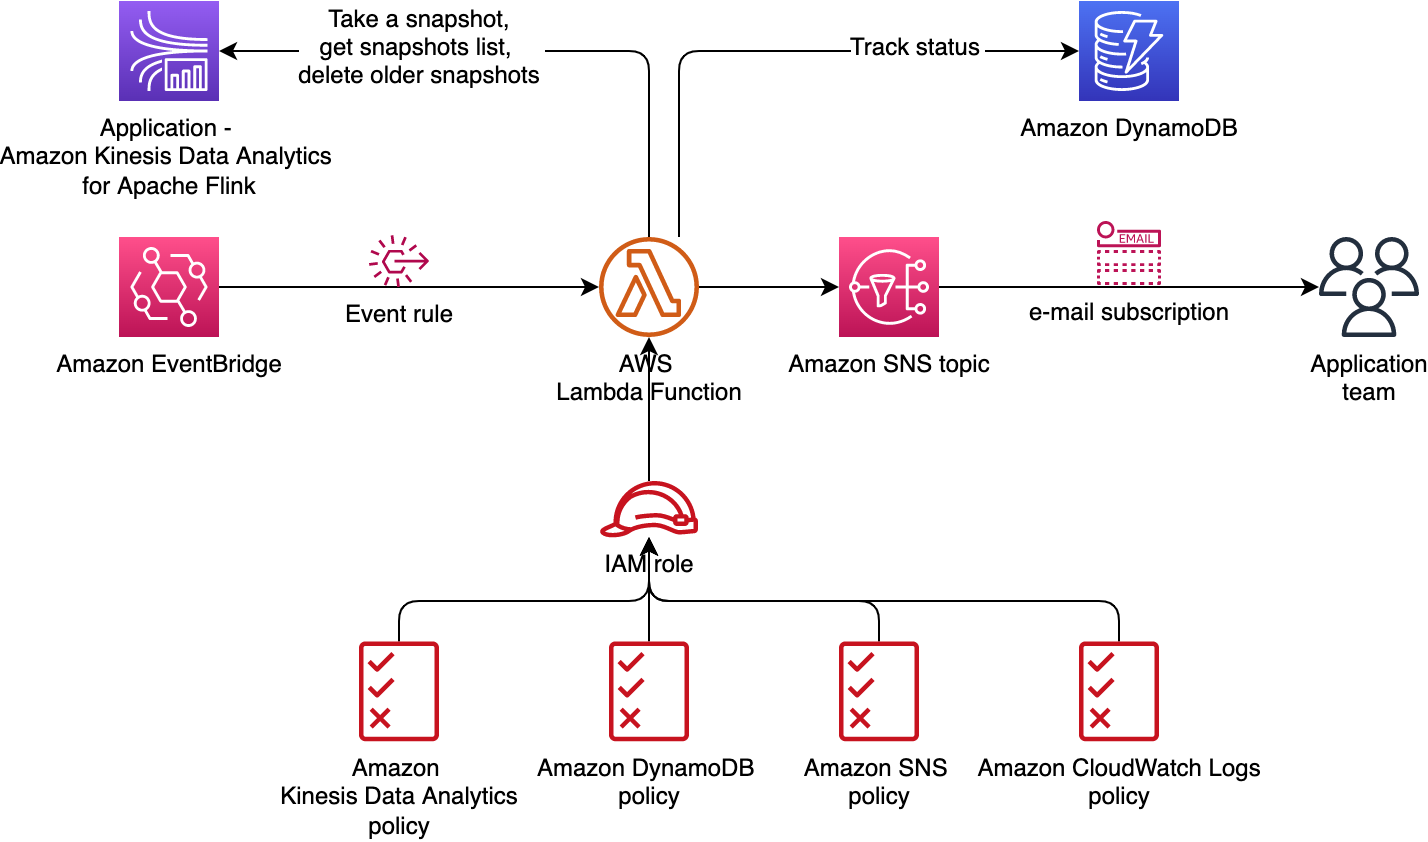 Take a snapshot,
get snapshots list,
delete older snapshots
Track status
Application -
Amazon Kinesis Data Analytics
for Apache Flink
Amazon DynamoDB
Event rule
EMAIL
e-mail subscription
Amazon EventBridge
AWS
Lambda Function
Amazon SNS topic
Application
team
IAM role
Amazon
Kinesis Data Analytics
policy
Amazon DynamoDB
policy
Amazon SNS
policy
Amazon CloudWatch Logs
policy